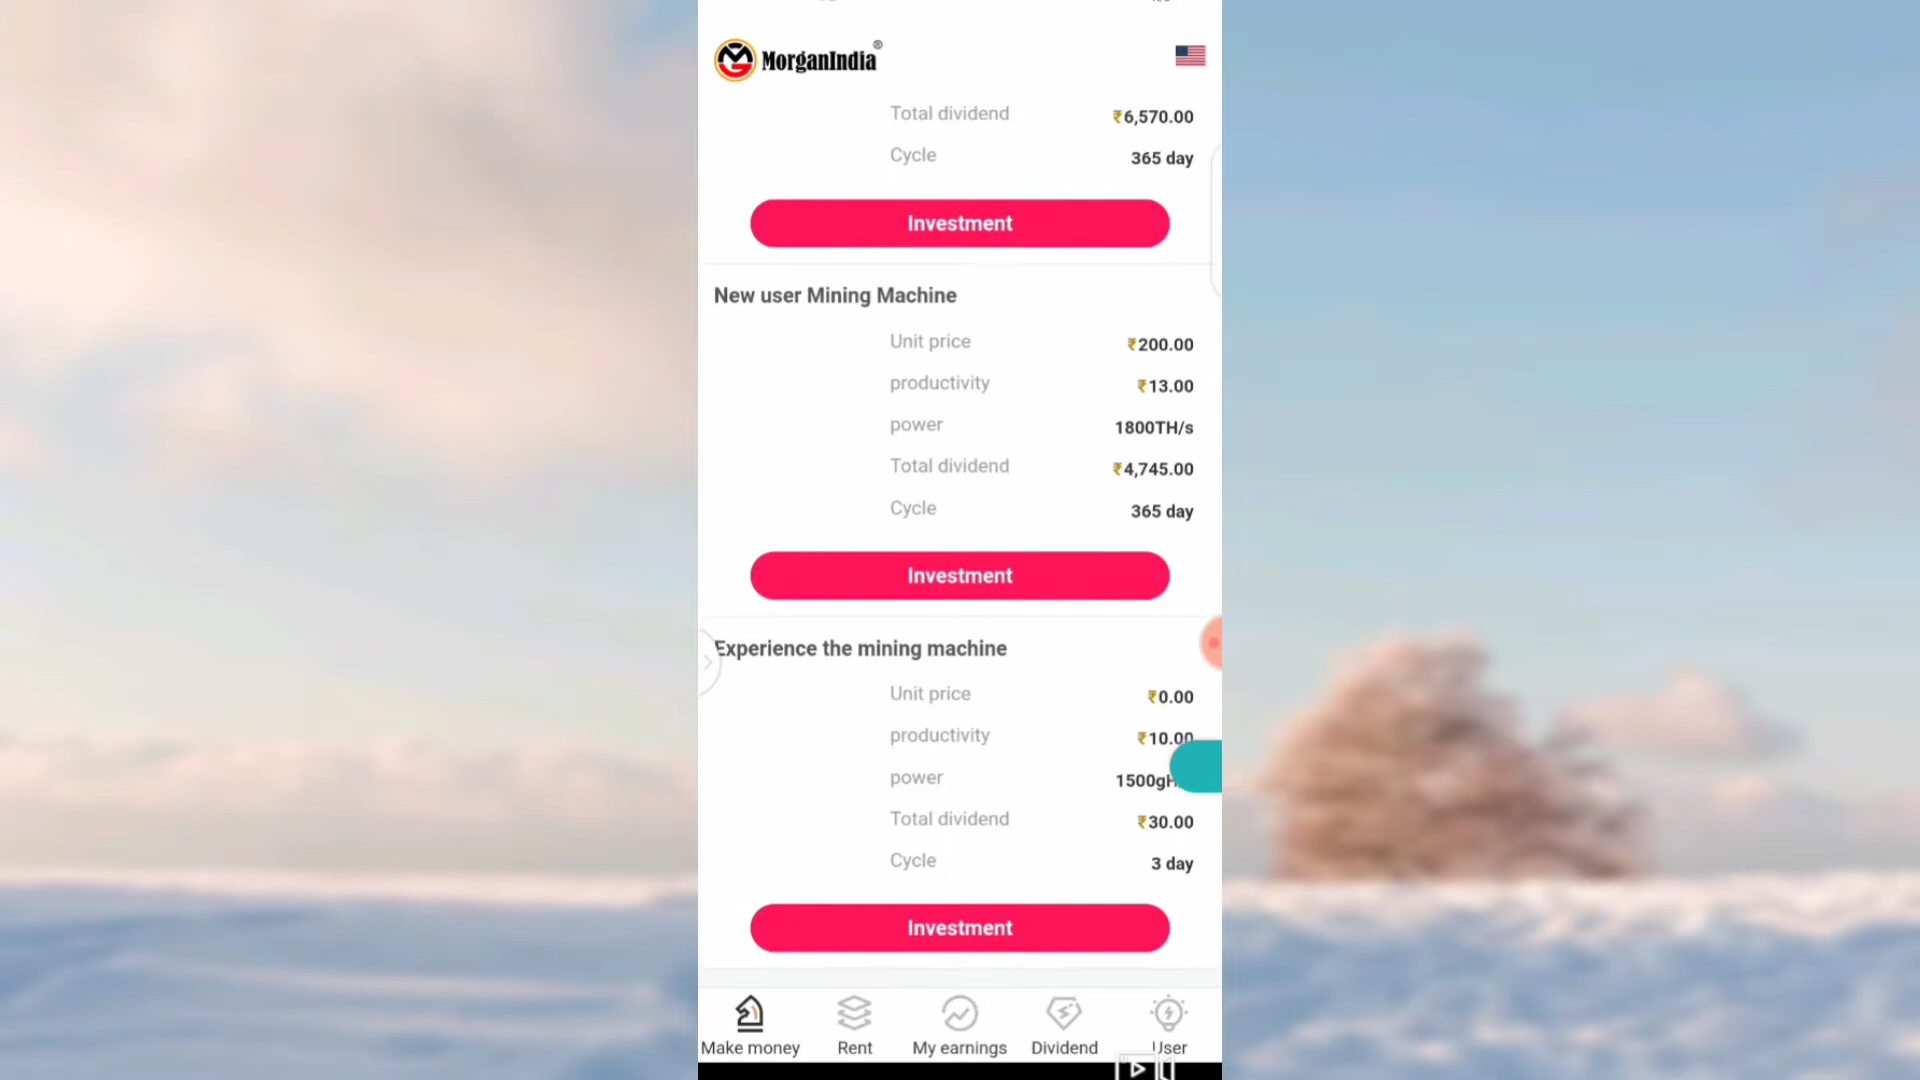 MorganIndia®
Total dividend ₹6,570.00
Cycle 365 day
Investment
New user Mining Machine
Unit price ₹200.00
productivity ₹13.00
power 1800TH/s
Total dividend ₹4,745.00
Cycle 365 day
Investment
Experience the mining machine
Unit price ₹0.00
productivity ₹10.00
power
Total dividend ₹30.00
Cycle 3 day
Investment
Make money Rent My earnings Dividend User